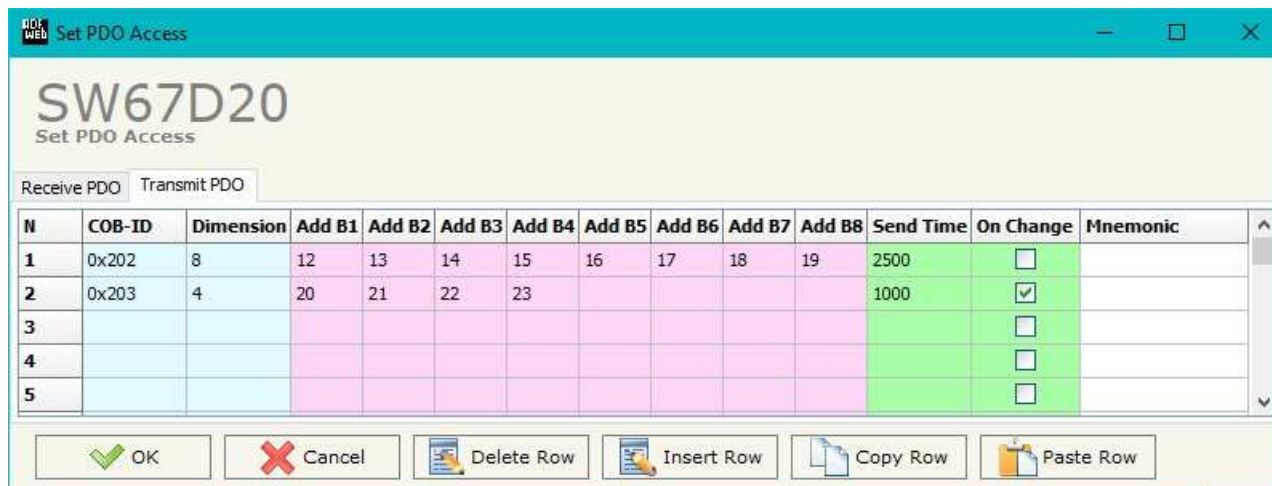 ADF WEB Set PDO Access
SW67D20
Set PDO Access
Receive PDO Transmit PDO
N COB-ID Dimension Add B1 Add B2 Add B3 Add B4 Add B5 Add B6 Add B7 Add B8 Send Time On Change Mnemonic
1 0x202 8 12 13 14 15 16 17 18 19 2500
2 0x203 4 20 21 22 23 1000
3
4
5
OK Cancel Delete Row Insert Row Copy Row Paste Row